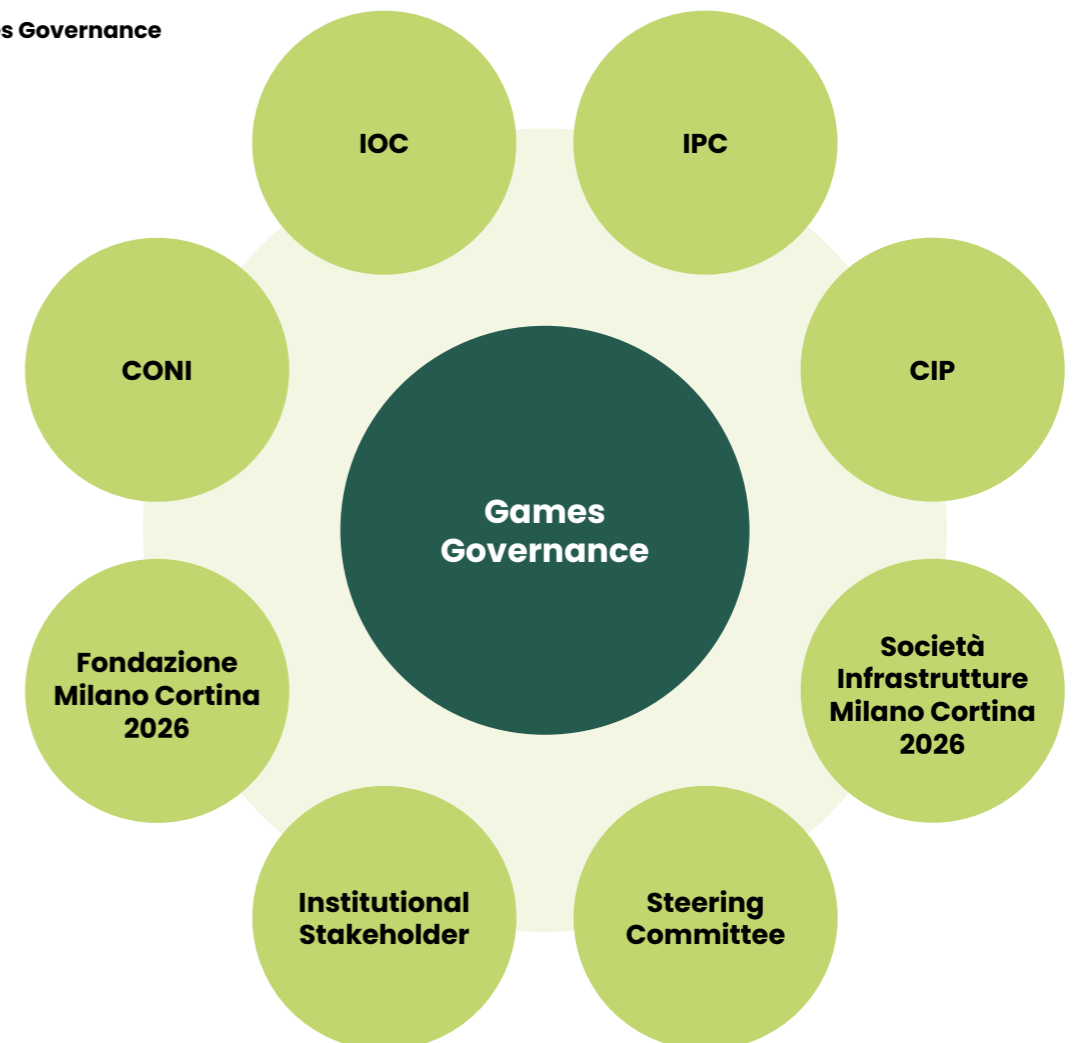 Governance
IOC
IPC
CONI
CIP
Games
Governance
Fondazione
Milano Cortina
2026
Società
Infrastrutture
Milano Cortina
2026
Institutional
Stakeholder
Steering
Committee